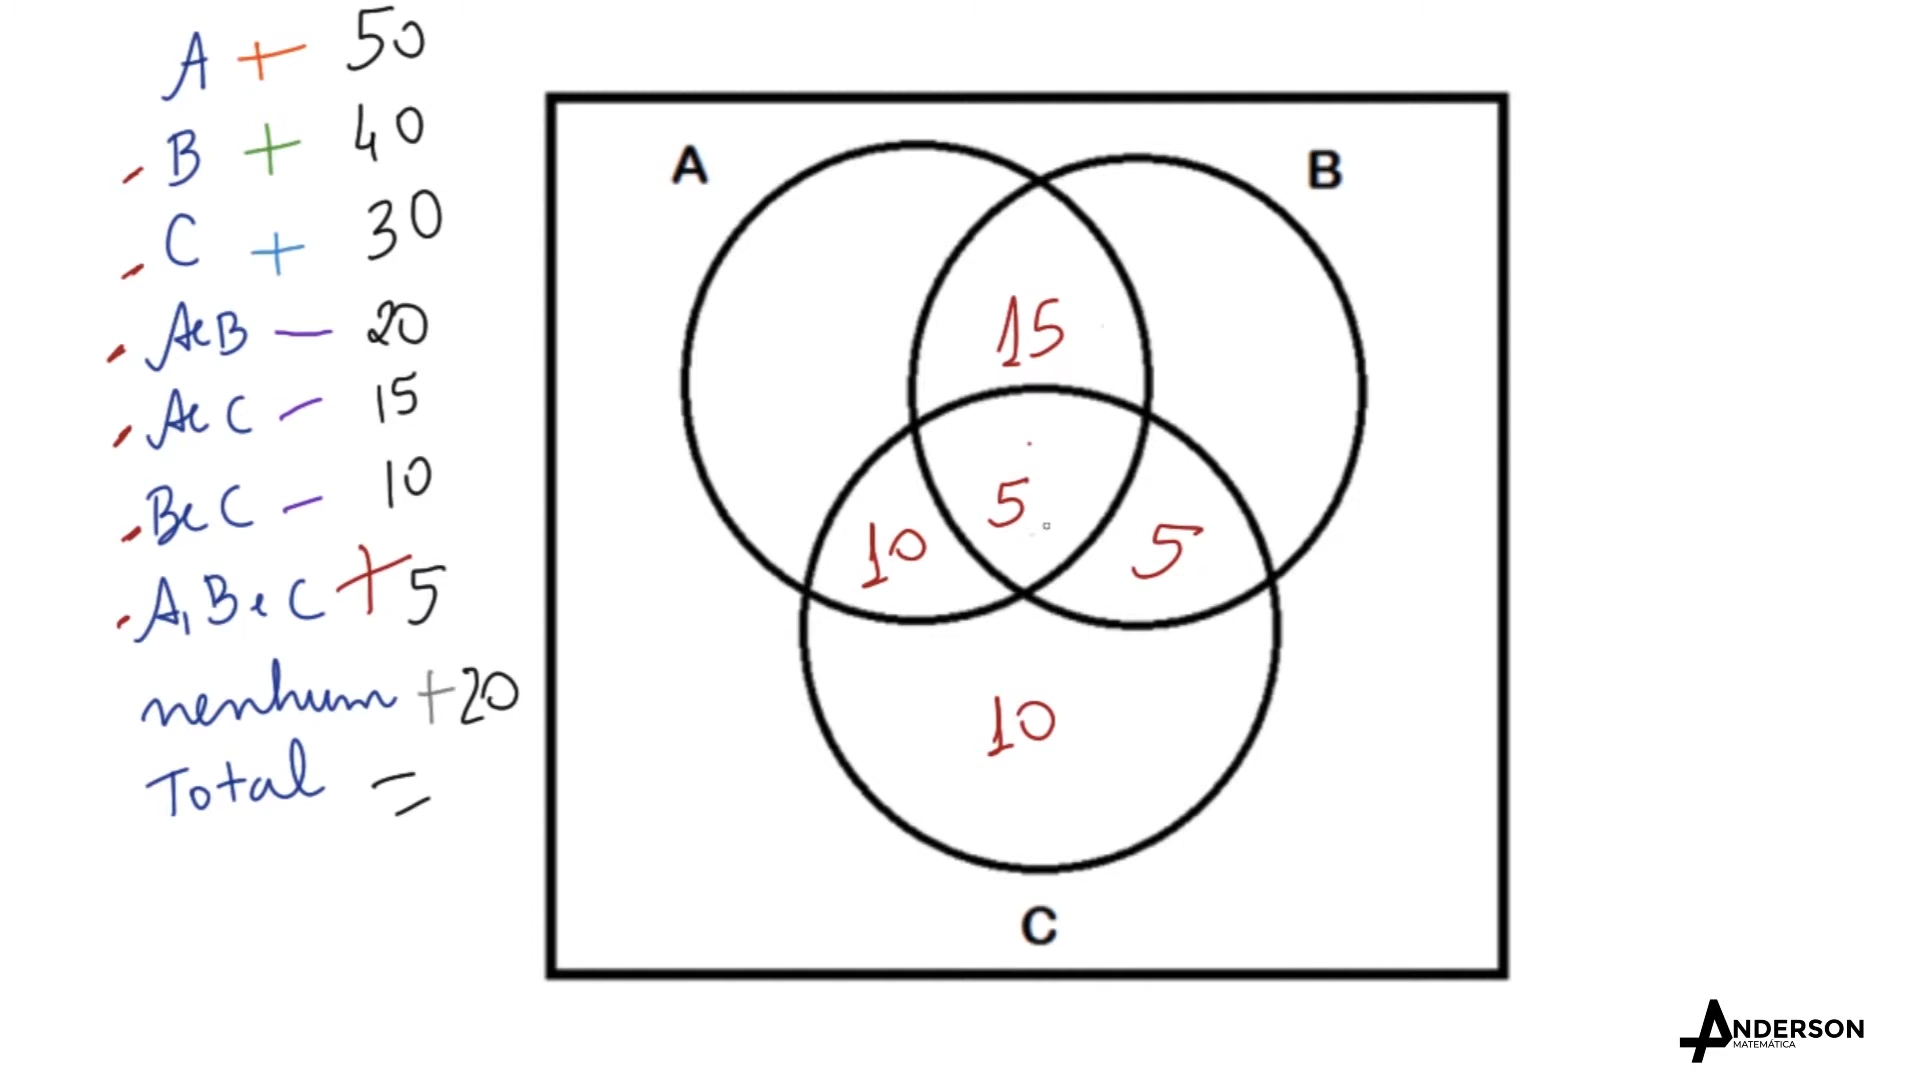 A + 50
B + 40
C + 30
A e B - 20
A e C - 15
B e C - 10
A, B e C + 5
nenhum + 20
Total =
A
B
15
5
10
5
10
C
ANDERSON
MATEMÁTICA